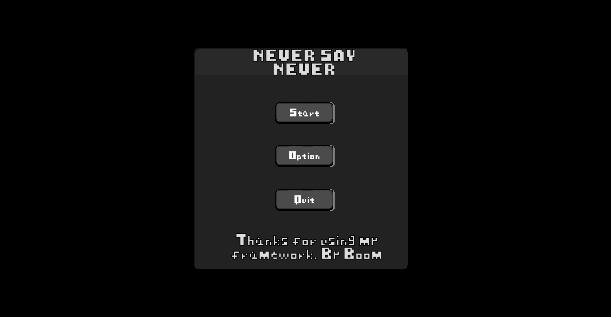 NEVER SAY
NEVER
Start
Option
Quit
Thanks for using my
framework. By Boom